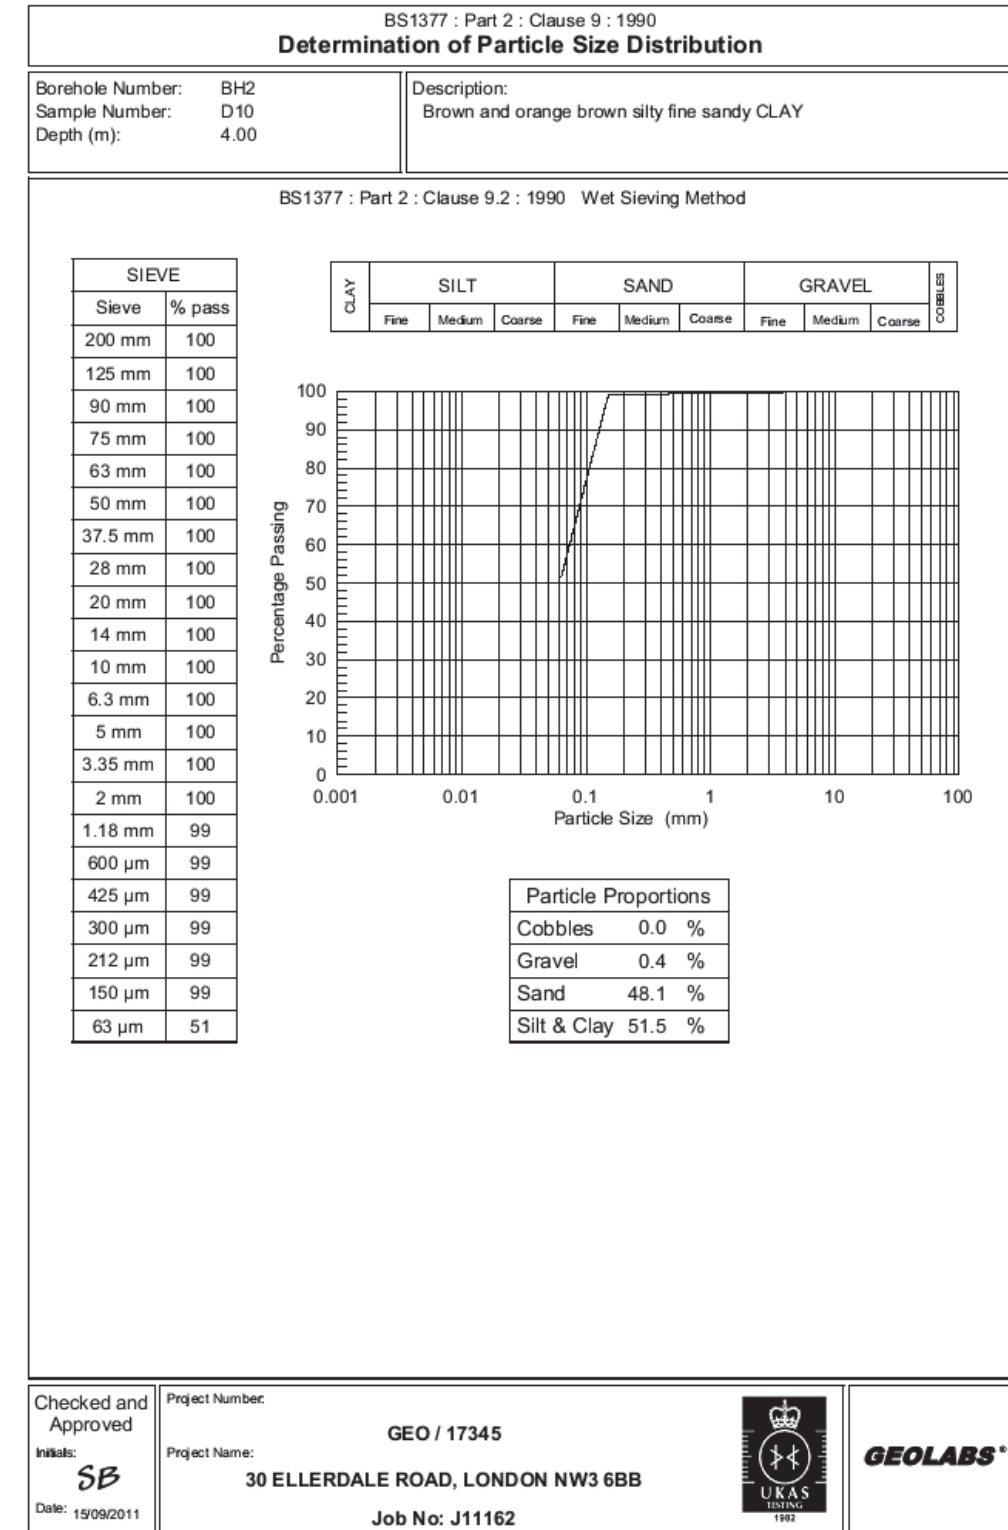 BS1377 : Part 2 : Clause 9 : 1990
Determination of Particle Size Distribution
Borehole Number: BH2
Sample Number: D10
Depth (m): 4.00
Description:
Brown and orange brown silty fine sandy CLAY
BS1377 : Part 2 : Clause 9.2 : 1990 Wet Sieving Method
SIEVE
Sieve % pass
200 mm 100
125 mm 100
90 mm 100
75 mm 100
63 mm 100
50 mm 100
37.5 mm 100
28 mm 100
20 mm 100
14 mm 100
10 mm 100
6.3 mm 100
5 mm 100
3.35 mm 100
2 mm 100
1.18 mm 99
600 µm 99
425 µm 99
300 µm 99
212 µm 99
150 µm 99
63 µm 51
CLAY SILT SAND GRAVEL COBBLES
Fine Medium Coarse Fine Medium Coarse Fine Medium Coarse
Percentage Passing
100
90
80
70
60
50
40
30
20
10
0
0.001 0.01 0.1 1 10 100
Particle Size (mm)
Particle Proportions
Cobbles 0.0 %
Gravel 0.4 %
Sand 48.1 %
Silt & Clay 51.5 %
Checked and
Approved
Initials:
SB
Date: 15/09/2011
Project Number:
GEO / 17345
Project Name:
30 ELLERDALE ROAD, LONDON NW3 6BB
Job No: J11162
UKAS
TESTING
1982
GEOLABS®